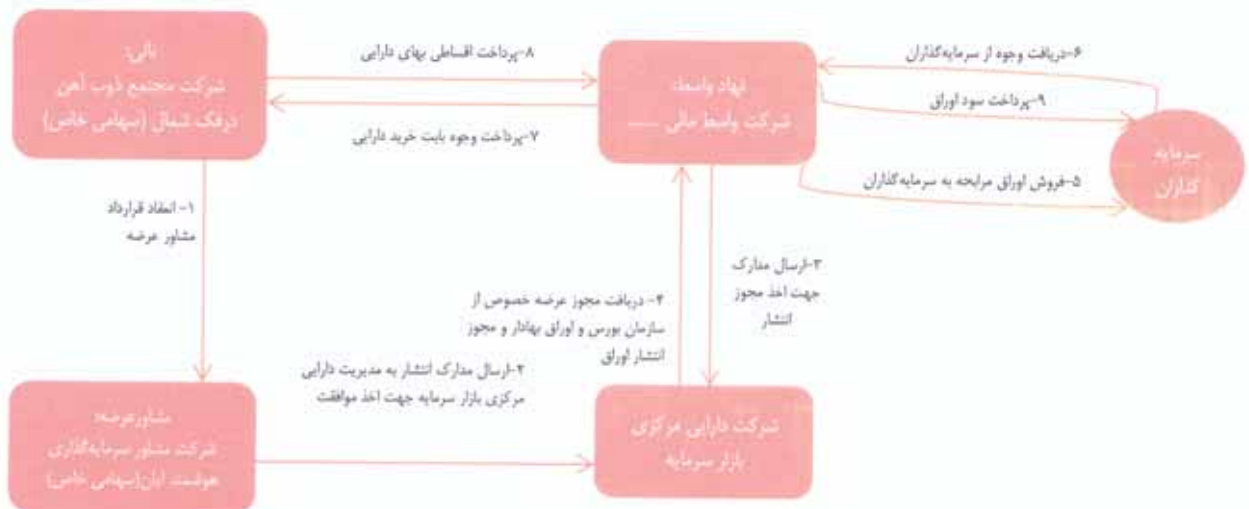 بانی:
شرکت مجتمع ذوب آهن
درفک شمال (سهامی خاص)
۸-پرداخت اقساطی بهای دارایی
۷-پرداخت وجوه بابت خرید دارایی
نهاد واسط:
شرکت واسط مالی ......
۶-دریافت وجوه از سرمایه‌گذاران
۹-پرداخت سود اوراق
۵-فروش اوراق مرابحه به سرمایه‌گذاران
سرمایه
گذاران
۱- انعقاد قرارداد
مشاور عرضه
۳-ارسال مدارک
جهت اخذ مجوز
انتشار
۴- دریافت مجوز عرضه خصوص از
سازمان بورس و اوراق بهادار و مجوز
انتشار اوراق
۲-ارسال مدارک انتشار به مدیریت دارایی
مرکزی بازار سرمایه جهت اخذ موافقت
مشاورعرضه:
شرکت مشاور سرمایه‌گذاری
هوشمند آبان(سهامی خاص)
شرکت دارایی مرکزی
بازار سرمایه